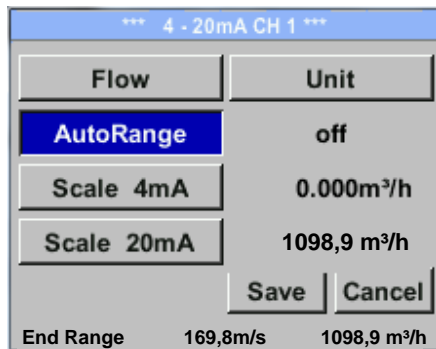 *** 4 - 20mA CH 1 ***
Flow Unit
AutoRange off
Scale 4mA 0.000m³/h
Scale 20mA 1098,9 m³/h
Save Cancel
End Range 169,8m/s 1098,9 m³/h